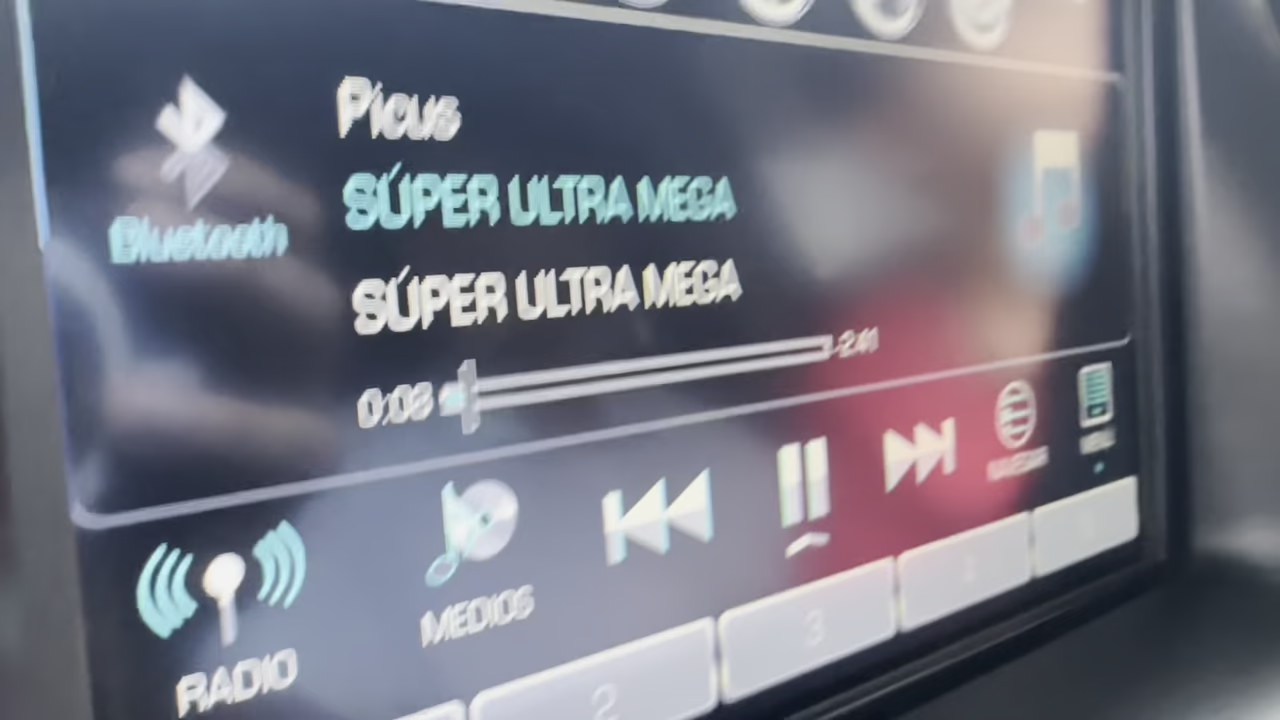 Picus
SÚPER ULTRA MEGA
Bluetooth
SÚPER ULTRA MEGA
0:08 -2:41
MEDIOS
RADIO
2
3